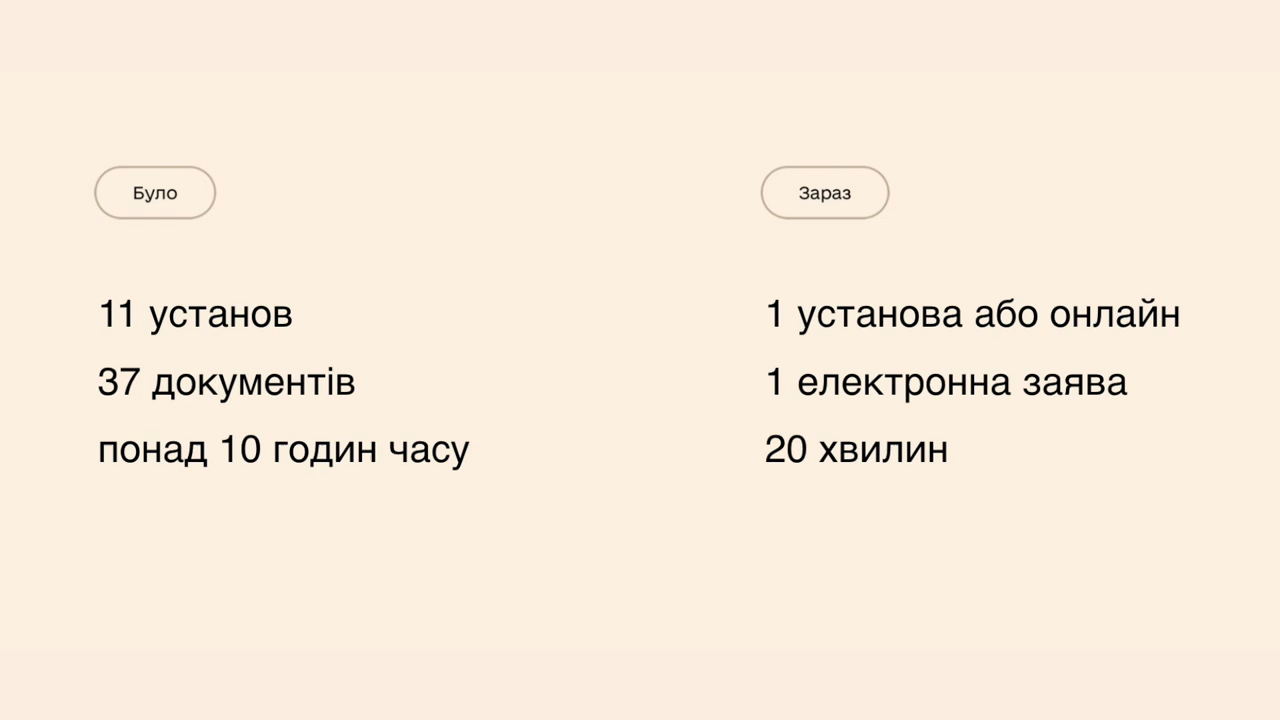 Було
11 установ
37 документів
понад 10 годин часу
Зараз
1 установа або онлайн
1 електронна заява
20 хвилин